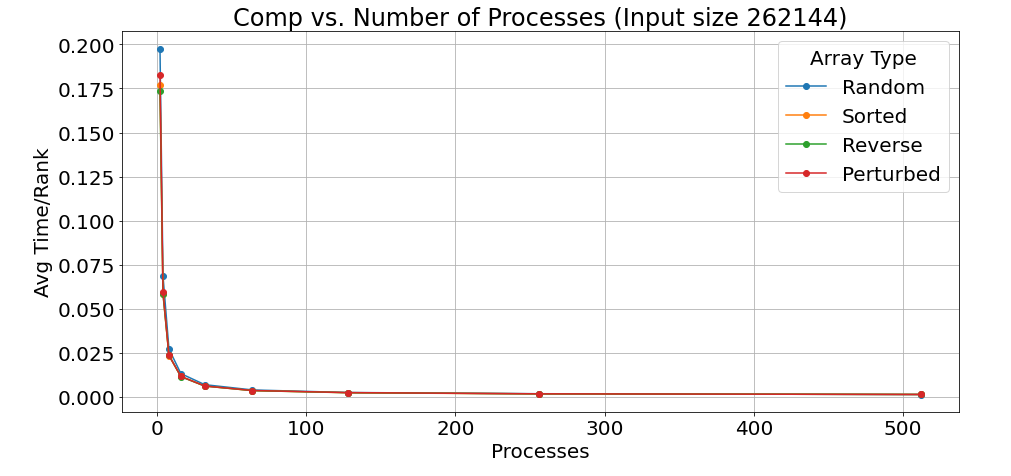 Comp vs. Number of Processes (Input size 262144)
Avg Time/Rank
0.200
0.175
0.150
0.125
0.100
0.075
0.050
0.025
0.000
Array Type
Random
Sorted
Reverse
Perturbed
0 100 200 300 400 500
Processes